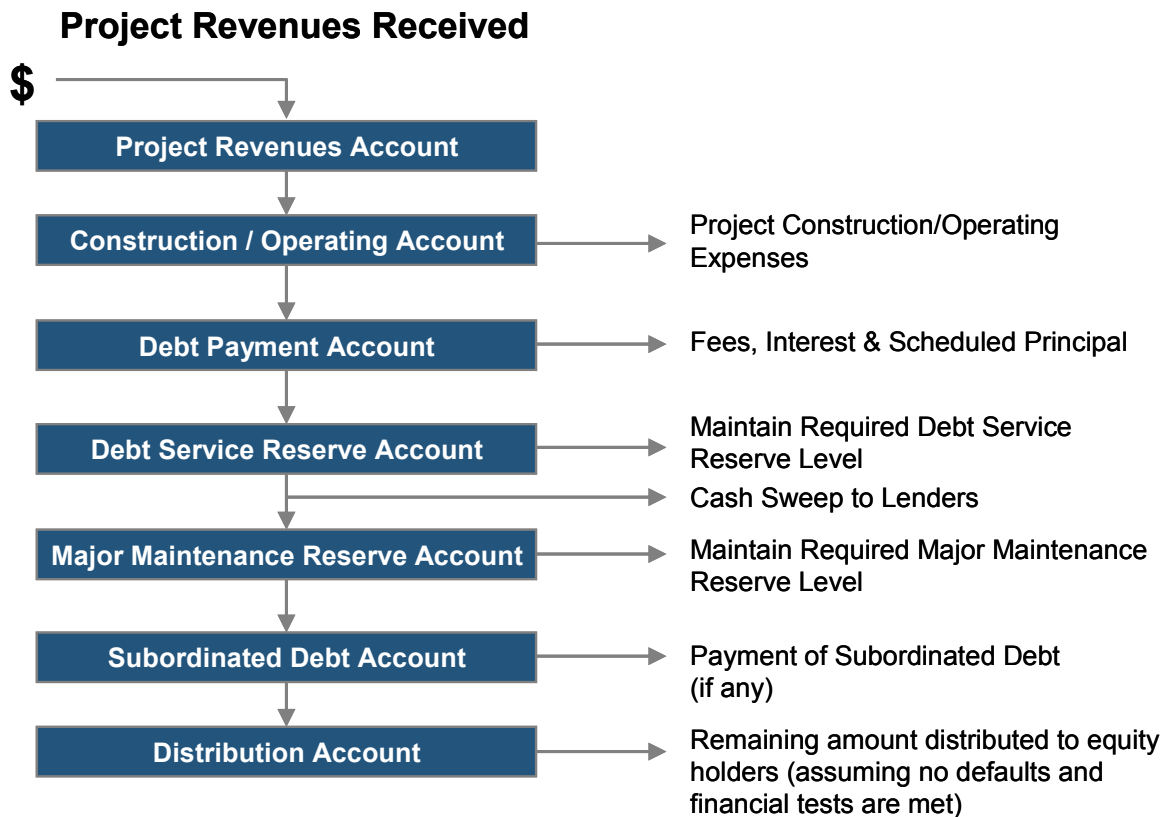 Project Revenues Received
$
Project Revenues Account
Construction / Operating Account
Project Construction/Operating
Expenses
Debt Payment Account
Fees, Interest & Scheduled Principal
Debt Service Reserve Account
Maintain Required Debt Service
Reserve Level
Cash Sweep to Lenders
Major Maintenance Reserve Account
Maintain Required Major Maintenance
Reserve Level
Subordinated Debt Account
Payment of Subordinated Debt
(if any)
Distribution Account
Remaining amount distributed to equity
holders (assuming no defaults and
financial tests are met)